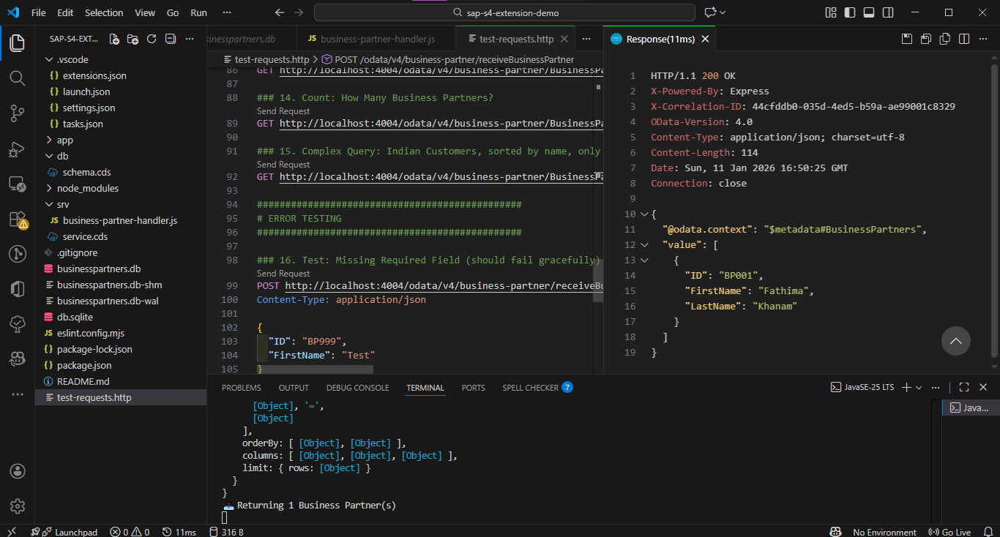 File Edit Selection View Go Run ··· sap-s4-extension-demo
SAP-S4-EXT...
.vscode
{} extensions.json
{} launch.json
{} settings.json
{} tasks.json
app
db
schema.cds
node_modules
srv
JS business-partner-handler.js
service.cds
.gitignore
businesspartners.db
businesspartners.db-shm
businesspartners.db-wal
db.sqlite
JS eslint.config.mjs
{} package-lock.json
{} package.json
README.md
test-requests.http
businesspartners.db
JS business-partner-handler.js
test-requests.http
test-requests.http > POST /odata/v4/business-partner/receiveBusinessPartner
86 GET http://localhost:4004/odata/v4/business-partner/BusinessPa
87
88 ### 14. Count: How Many Business Partners?
Send Request
89 GET http://localhost:4004/odata/v4/business-partner/BusinessPa
90
91 ### 15. Complex Query: Indian Customers, sorted by name, only
Send Request
92 GET http://localhost:4004/odata/v4/business-partner/BusinessPa
93
94 ###############################################
95 # ERROR TESTING
96 ###############################################
97
98 ### 16. Test: Missing Required Field (should fail gracefully)
Send Request
99 POST http://localhost:4004/odata/v4/business-partner/receiveBu
100 Content-Type: application/json
101
102 {
103 "ID": "BP999",
104 "FirstName": "Test"
105 }
Response(11ms)
1 HTTP/1.1 200 OK
2 X-Powered-By: Express
3 X-Correlation-ID: 44cfddb0-035d-4ed5-b59a-ae99001c8329
4 OData-Version: 4.0
5 Content-Type: application/json; charset=utf-8
6 Content-Length: 114
7 Date: Sun, 11 Jan 2026 16:50:25 GMT
8 Connection: close
9
10 {
11 "@odata.context": "$metadata#BusinessPartners",
12 "value": [
13 {
14 "ID": "BP001",
15 "FirstName": "Fathima",
16 "LastName": "Khanam"
17 }
18 ]
19 }
PROBLEMS OUTPUT DEBUG CONSOLE TERMINAL PORTS SPELL CHECKER 7
JavaSE-25 LTS
Java...
[Object], '=',
[Object]
],
orderBy: [ [Object], [Object] ],
columns: [ [Object], [Object], [Object] ],
limit: { rows: [Object] }
}
}
Returning 1 Business Partner(s)
Launchpad 0 0 11ms 316 B No Environment Go Live